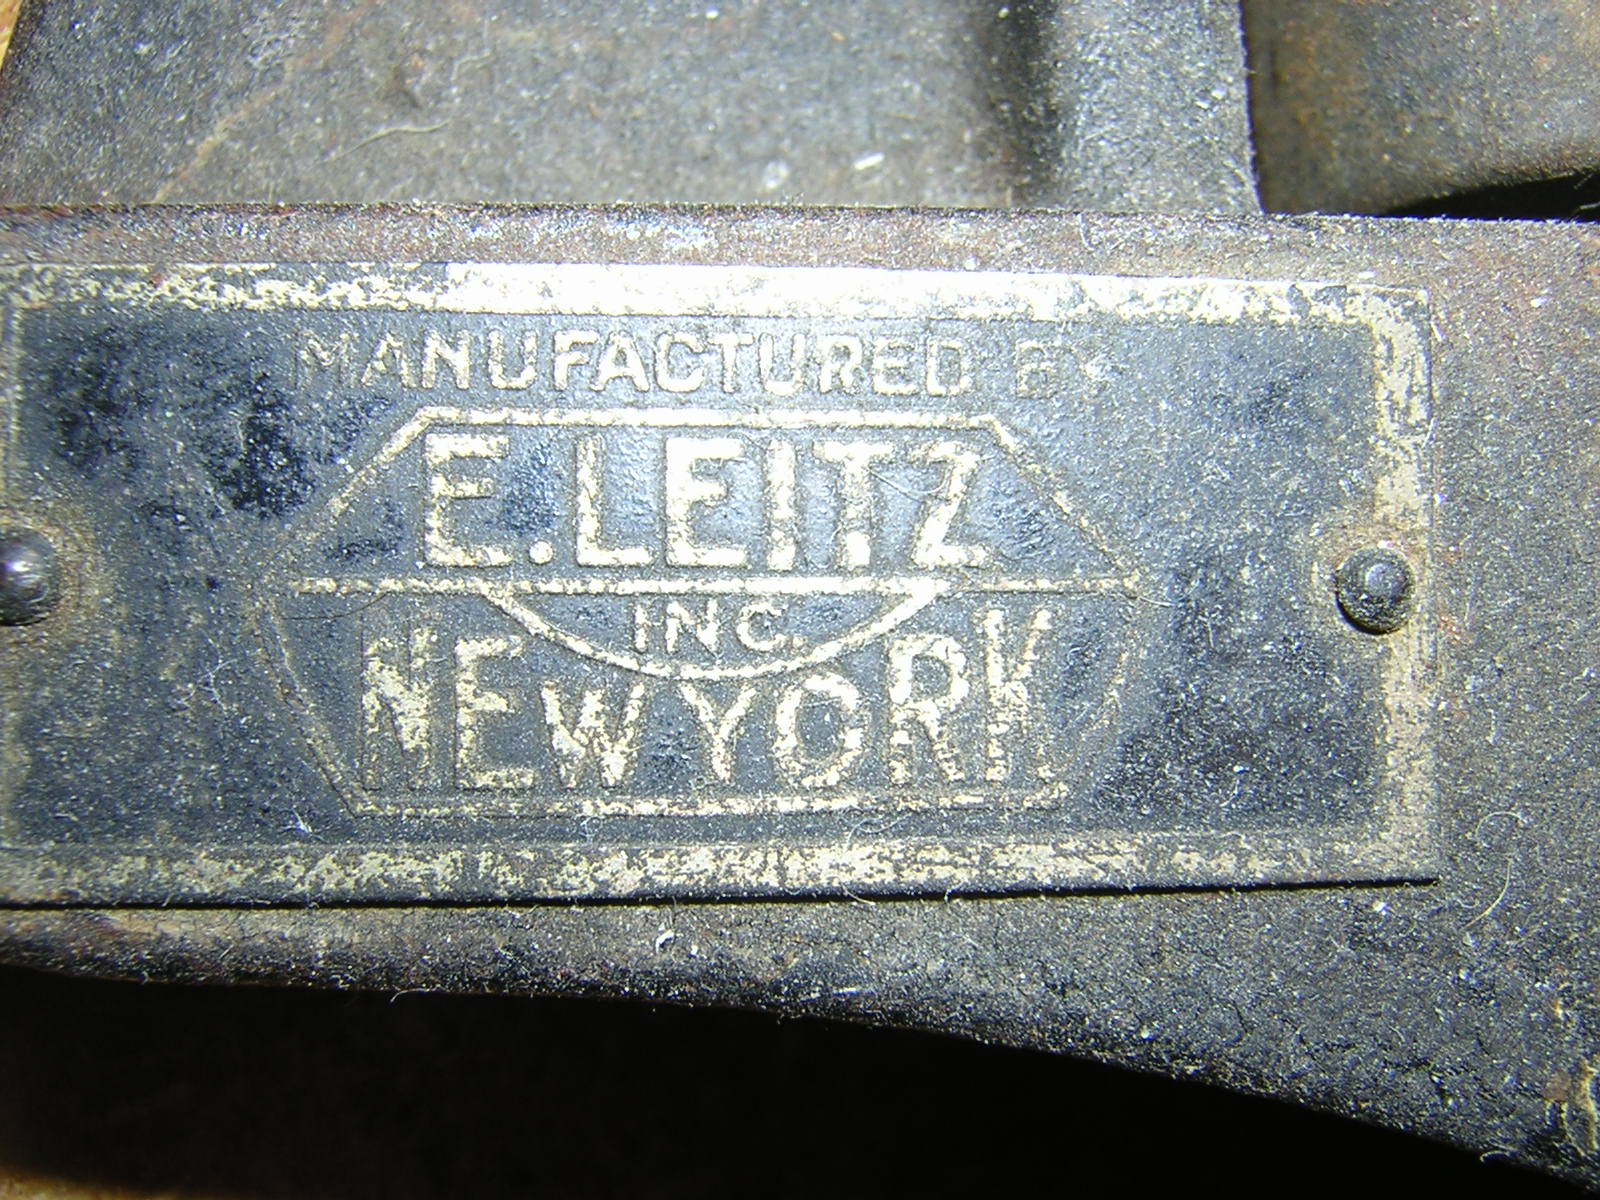 MANUFACTURED BY
E. LEITZ
INC.
NEW YORK